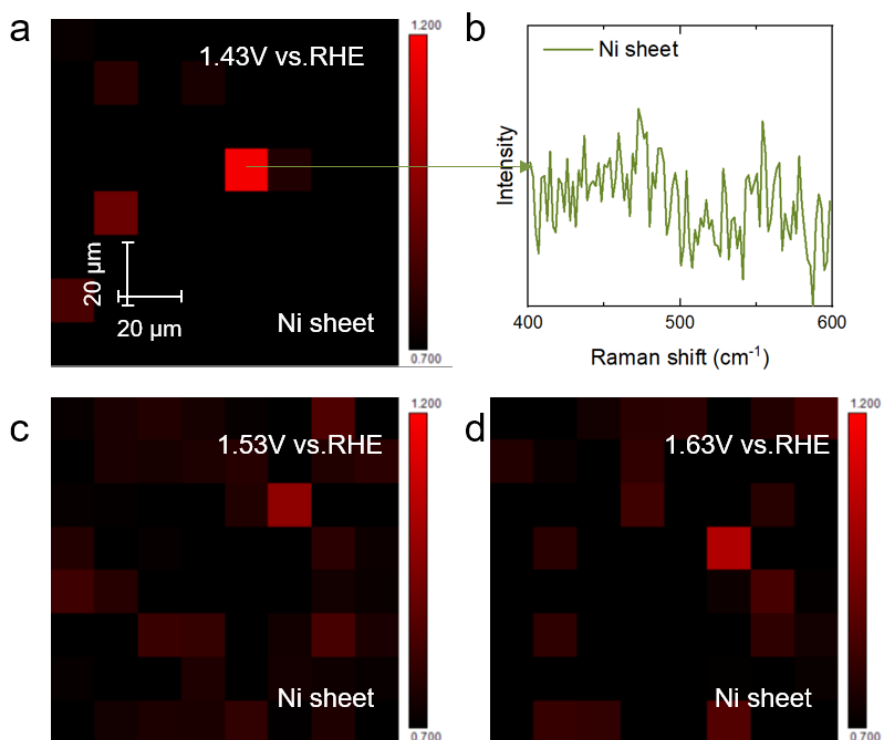 a
1.43V vs.RHE
20 μm
20 μm
Ni sheet
1.200
0.700
b
Ni sheet
Intensity
400
500
600
Raman shift (cm-1)
c
1.53V vs.RHE
Ni sheet
1.200
0.700
d
1.63V vs.RHE
Ni sheet
1.200
0.700